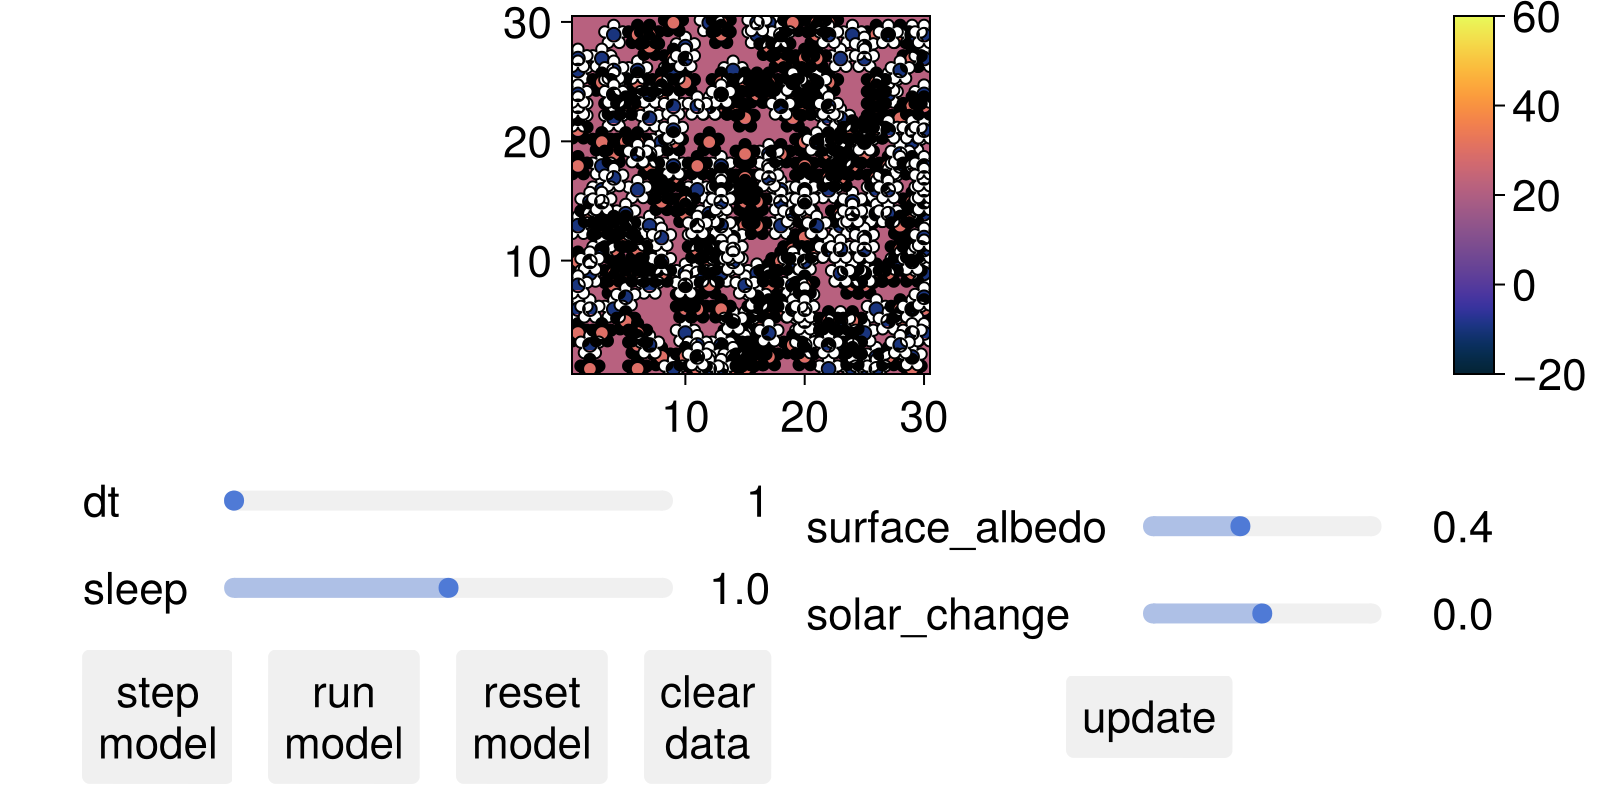 30
20
10
10 20 30
60
40
20
0
−20
dt 1
sleep 1.0
surface_albedo 0.4
solar_change 0.0
step
model
run
model
reset
model
clear
data
update